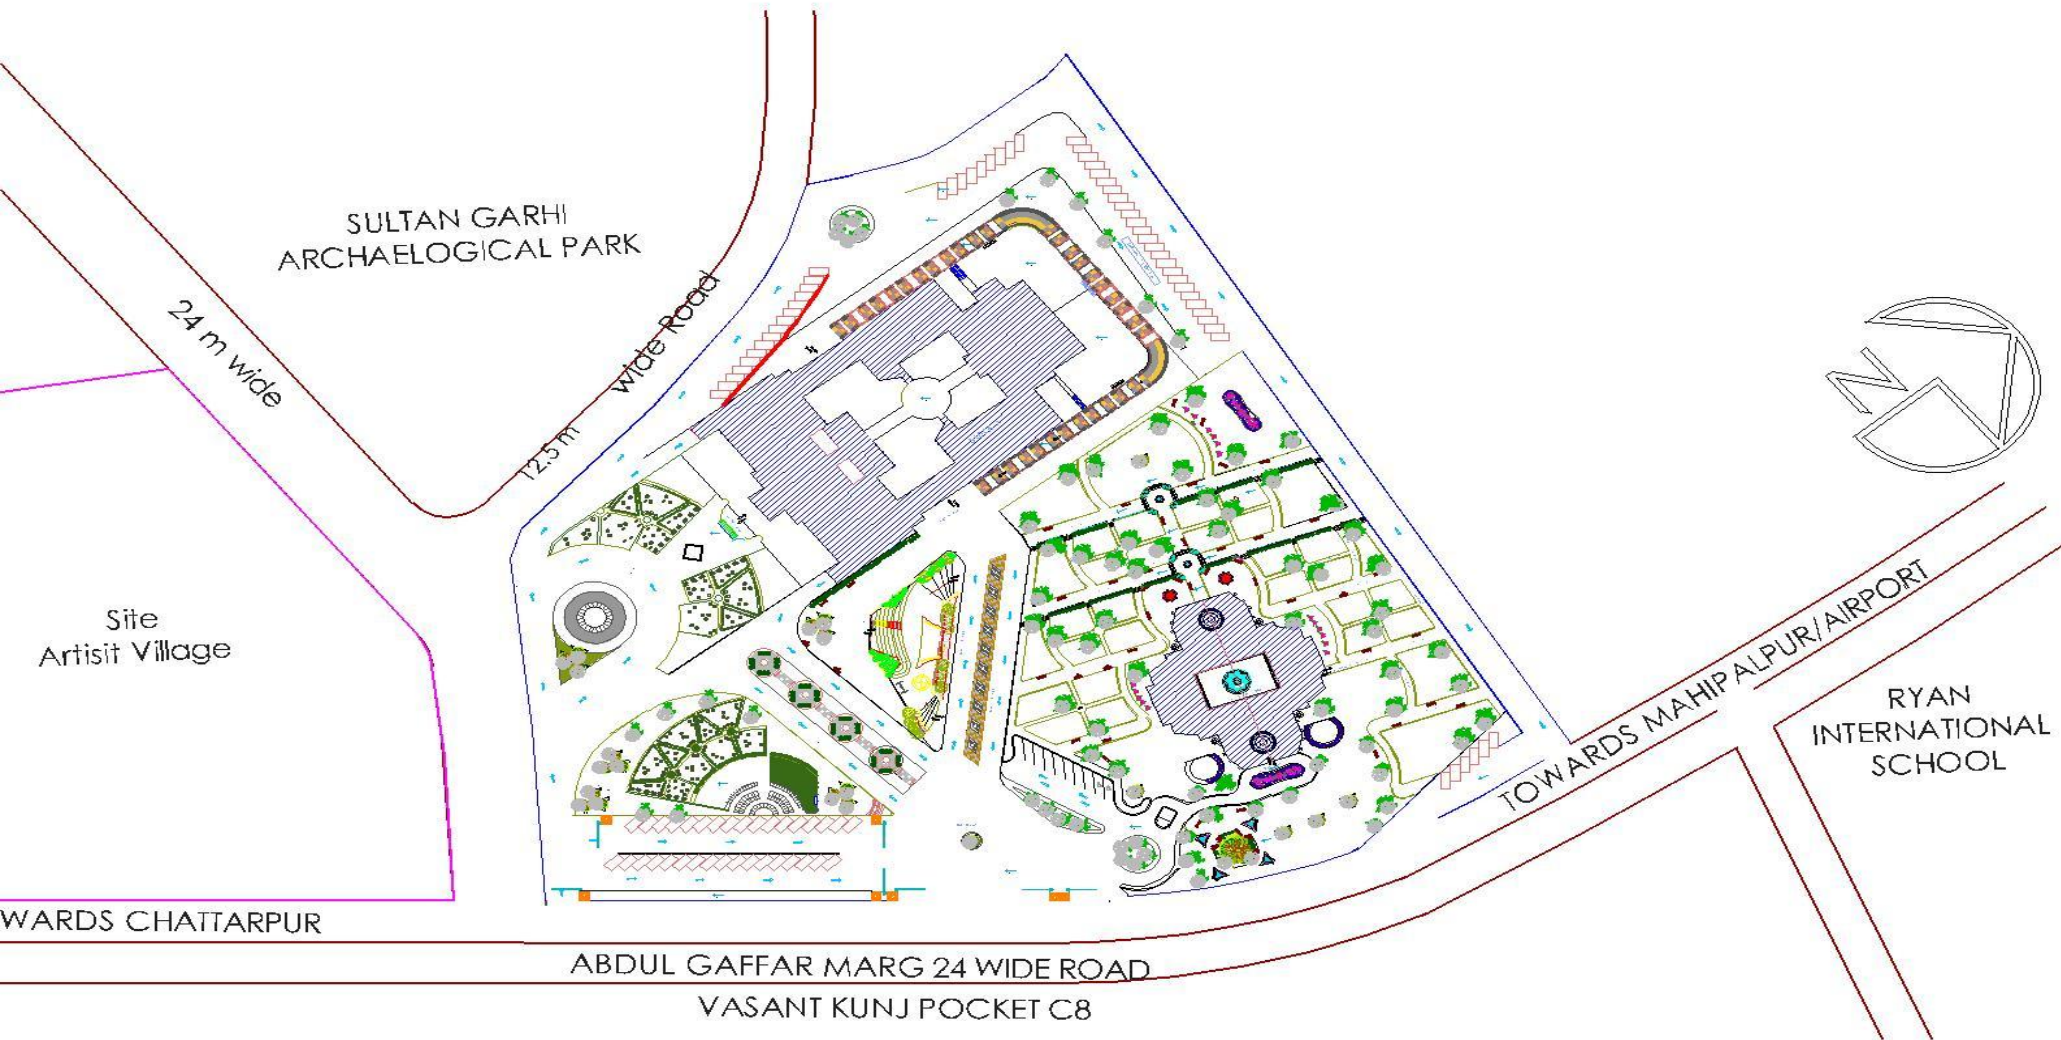 SULTAN GARHI
ARCHAELOGICAL PARK
24 m wide
12.5 m wide Road
N
Site
Artisit Village
TOWARDS MAHIPALPUR/AIRPORT
RYAN
INTERNATIONAL
SCHOOL
WARDS CHATTARPUR
ABDUL GAFFAR MARG 24 WIDE ROAD
VASANT KUNJ POCKET C8